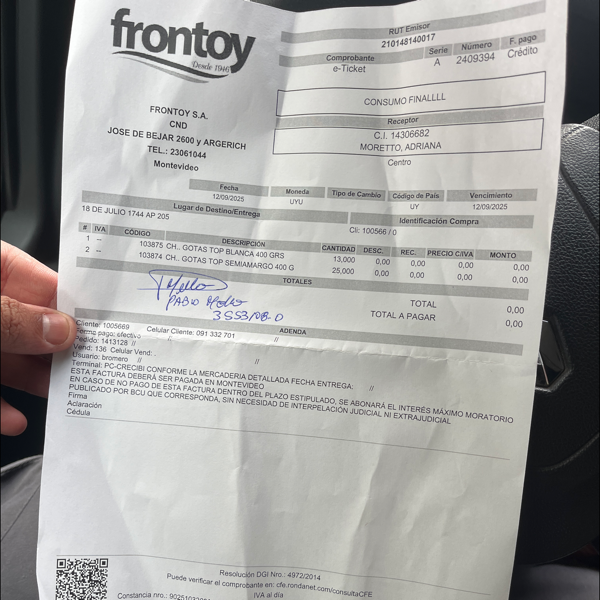 frontoy
Desde 1946
RUT Emisor
210148140017
Comprobante Serie Número F. pago
e-Ticket A 2409394 Crédito
CONSUMO FINALLLL
Receptor
C.I. 14306682
MORETTO, ADRIANA
Centro
FRONTOY S.A.
CND
JOSE DE BEJAR 2600 y ARGERICH
TEL.: 23061044
Montevideo
Fecha Moneda Tipo de Cambio Código de País Vencimiento
12/09/2025 UYU UY 12/09/2025
Lugar de Destino/Entrega Identificación Compra
18 DE JULIO 1744 AP 205 Cli: 100566 / 0
# IVA CÓDIGO DESCRIPCIÓN CANTIDAD DESC. REC. PRECIO C/IVA MONTO
1 -- 103875 CH.. GOTAS TOP BLANCA 400 GRS 13,000 0,00 0,00 0,00 0,00
2 -- 103874 CH.. GOTAS TOP SEMIAMARGO 400 G 25,000 0,00 0,00 0,00 0,00
TOTALES
TOTAL 0,00
TOTAL A PAGAR 0,00
PABLO
ADENDA
Cliente: 1005669 Celular Cliente: 091 332 701
Forma pago: efectivo //
Pedido: 1413128 //
Vend: 136 Celular Vend: .
Usuario: bromero // //
Terminal: PC-CRECIBI CONFORME LA MERCADERIA DETALLADA FECHA ENTREGA: //
ESTA FACTURA DEBERÁ SER PAGADA EN MONTEVIDEO
EN CASO DE NO PAGO DE ESTA FACTURA DENTRO DEL PLAZO ESTIPULADO, SE ABONARÁ EL INTERÉS MÁXIMO MORATORIO
PUBLICADO POR BCU QUE CORRESPONDA, SIN NECESIDAD DE INTERPELACIÓN JUDICIAL NI EXTRAJUDICIAL
Firma
Aclaración
Cédula
Resolución DGI Nro.: 4972/2014
Puede verificar el comprobante en: cfe.rondanet.com/consultaCFE
IVA al día
Constancia nro.: